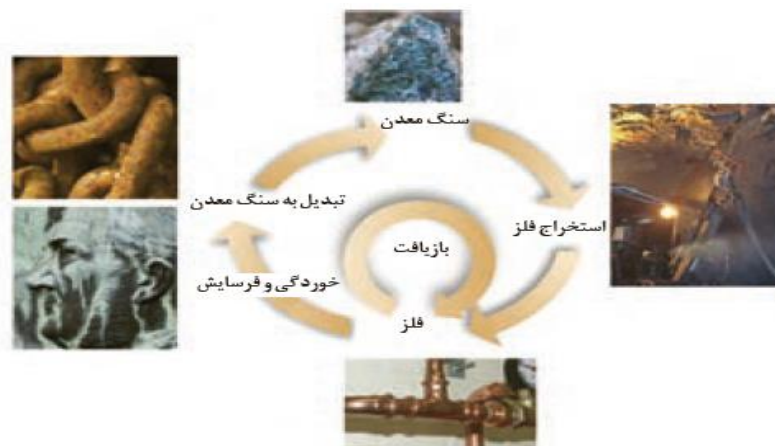 سنگ معدن
استخراج فلز
تبدیل به سنگ معدن
بازیافت
خوردگی و فرسایش
فلز